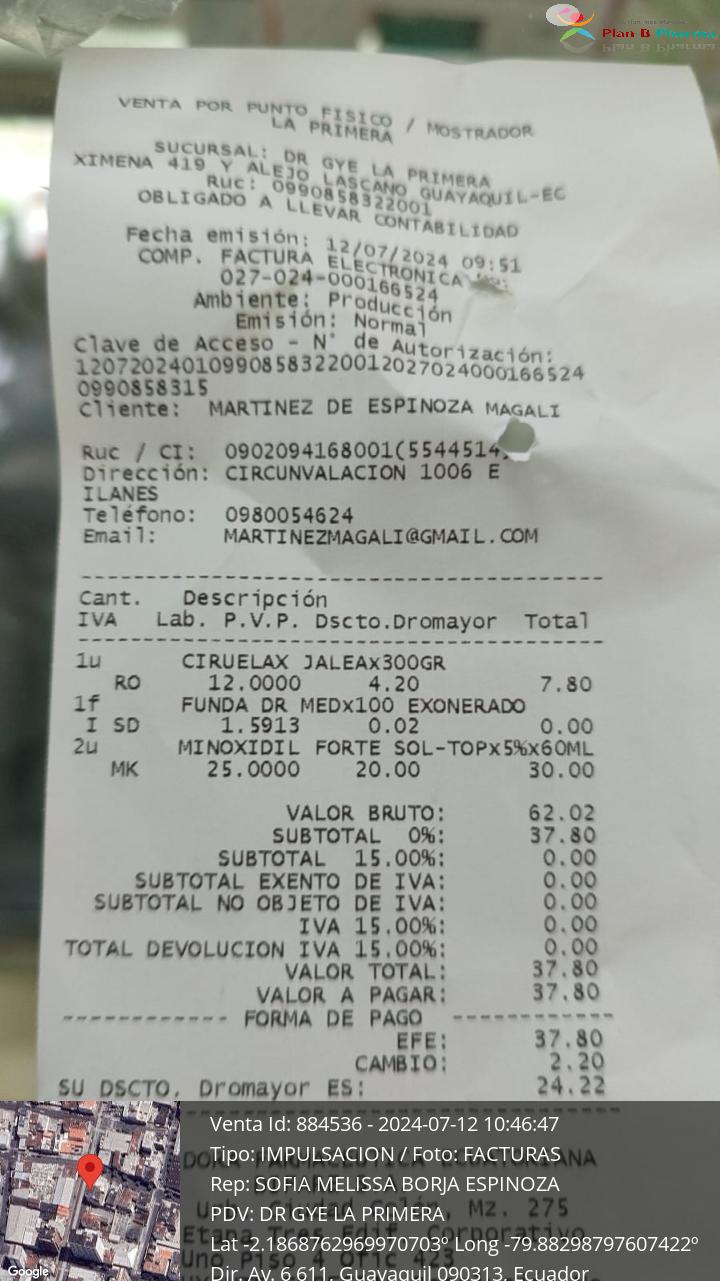 Plan B Pharma
VENTA POR PUNTO FISICO / MOSTRADOR
LA PRIMERA
SUCURSAL: DR GYE LA PRIMERA
XIMENA 419 Y ALEJO LASCANO GUAYAQUIL-EC
Ruc: 0990858322001
OBLIGADO A LLEVAR CONTABILIDAD
Fecha emisión: 12/07/2024 09:51
COMP. FACTURA ELECTRONICA
027-024-000166524
Ambiente: Producción
Emisión: Normal
Clave de Acceso - N° de Autorización:
120720240109908583220012027024000166524
0990858315
Cliente: MARTINEZ DE ESPINOZA MAGALI
Ruc / CI: 0902094168001(5544514)
Dirección: CIRCUNVALACION 1006 E
ILANES
Teléfono: 0980054624
Email: MARTINEZMAGALI@GMAIL.COM
Cant. Descripción
IVA Lab. P.V.P. Dscto.Dromayor Total
1u CIRUELAX JALEAx300GR
RO 12.0000 4.20 7.80
1f FUNDA DR MEDx100 EXONERADO
I SD 1.5913 0.02 0.00
2u MINOXIDIL FORTE SOL-TOPx5%x60ML
MK 25.0000 20.00 30.00
VALOR BRUTO: 62.02
SUBTOTAL 0%: 37.80
SUBTOTAL 15.00%: 0.00
SUBTOTAL EXENTO DE IVA: 0.00
SUBTOTAL NO OBJETO DE IVA: 0.00
IVA 15.00%: 0.00
TOTAL DEVOLUCION IVA 15.00%: 0.00
VALOR TOTAL: 37.80
VALOR A PAGAR: 37.80
------------ FORMA DE PAGO ------------
EFE: 37.80
CAMBIO: 2.20
SU DSCTO. Dromayor ES: 24.22
Venta Id: 884536 - 2024-07-12 10:46:47
Tipo: IMPULSACION / Foto: FACTURAS
Rep: SOFIA MELISSA BORJA ESPINOZA
PDV: DR GYE LA PRIMERA
Lat -2.1868762969970703º Long -79.88298797607422º
Dir. Av. 6 611, Guayaquil 090313, Ecuador
Google